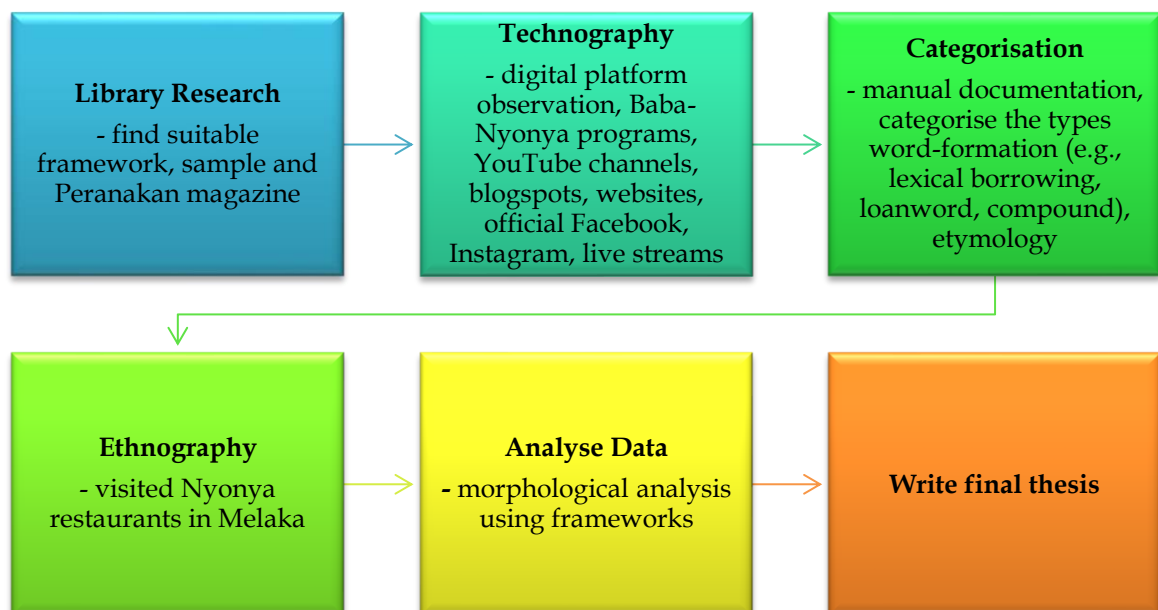 Library Research
- find suitable
framework, sample and
Peranakan magazine
Technography
- digital platform
observation, Baba-
Nyonya programs,
YouTube channels,
blogspots, websites,
official Facebook,
Instagram, live streams
Categorisation
- manual documentation,
categorise the types
word-formation (e.g.,
lexical borrowing,
loanword, compound),
etymology
Ethnography
- visited Nyonya
restaurants in Melaka
Analyse Data
- morphological analysis
using frameworks
Write final thesis